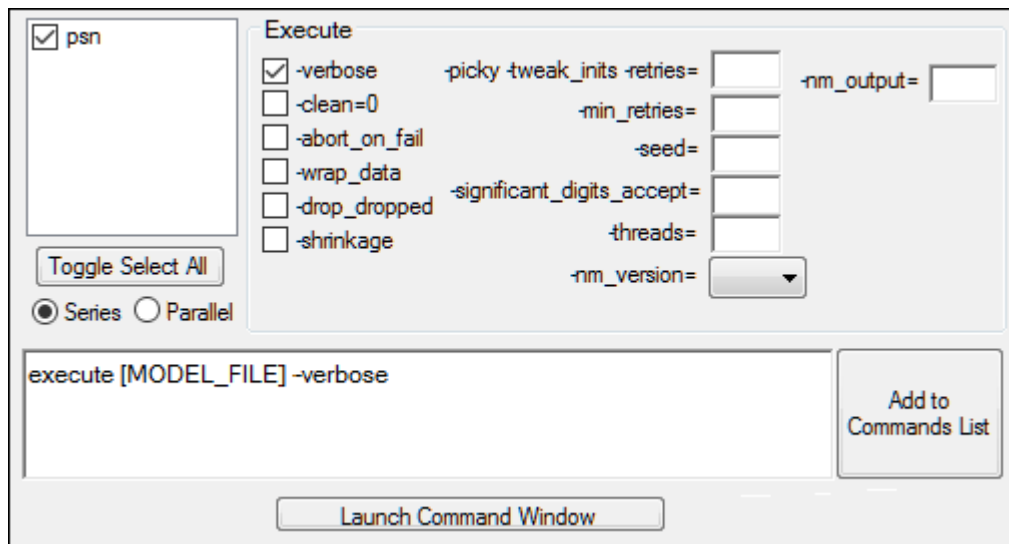 psn
Toggle Select All
Series Parallel
Execute
-verbose
-clean=0
-abort_on_fail
-wrap_data
-drop_dropped
-shrinkage
-picky -tweak_inits -retries=
-min_retries=
-seed=
-significant_digits_accept=
-threads=
-nm_version=
-nm_output=
execute [MODEL_FILE] -verbose
Add to
Commands List
Launch Command Window